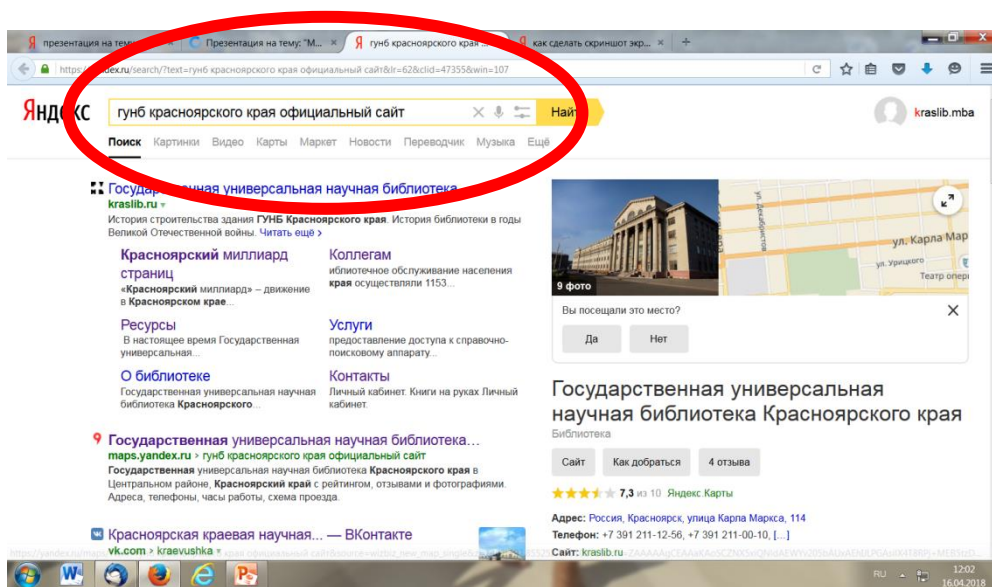 презентация на тему
Презентация на тему: "М...
гунб красноярского края
как сделать скриншот экр...
yandex.ru/search/?text=гунб красноярского края официальный сайт&lr=62&clid=47355&win=107
Яндекс
гунб красноярского края официальный сайт
Найти
kraslib.mba
Поиск Картинки Видео Карты Маркет Новости Переводчик Музыка Ещё
Государственная универсальная научная библиотека
kraslib.ru
История строительства здания ГУНБ Красноярского края. История библиотеки в годы
Великой Отечественной войны. Читать ещё >
Красноярский миллиард
страниц
«Красноярский миллиард» – движение
в Красноярском крае...
Коллегам
иблиотечное обслуживание населения
края осуществляли 1153...
Ресурсы
В настоящее время Государственная
универсальная...
Услуги
предоставление доступа к справочно-
поисковому аппарату...
О библиотеке
Государственная универсальная научная
библиотека Красноярского...
Контакты
Личный кабинет. Книги на руках Личный
кабинет.
Государственная универсальная научная библиотека...
maps.yandex.ru > гунб красноярского края официальный сайт
Государственная универсальная научная библиотека Красноярского края в
Центральном районе, Красноярский край с рейтингом, отзывами и фотографиями.
Адреса, телефоны, часы работы, схема проезда.
Красноярская краевая научная... — ВКонтакте
vk.com > kraevushka
9 фото
ул. Декабристов
ул. Карла Мар
ул. Урицкого
Театр опер
Вы посещали это место?
Да Нет
Государственная универсальная
научная библиотека Красноярского края
Библиотека
Сайт Как добраться 4 отзыва
7,3 из 10 Яндекс.Карты
Адрес: Россия, Красноярск, улица Карла Маркса, 114
Телефон: +7 391 211-12-56, +7 391 211-00-10, [...]
Сайт: kraslib.ru
RU
12:02
16.04.2018